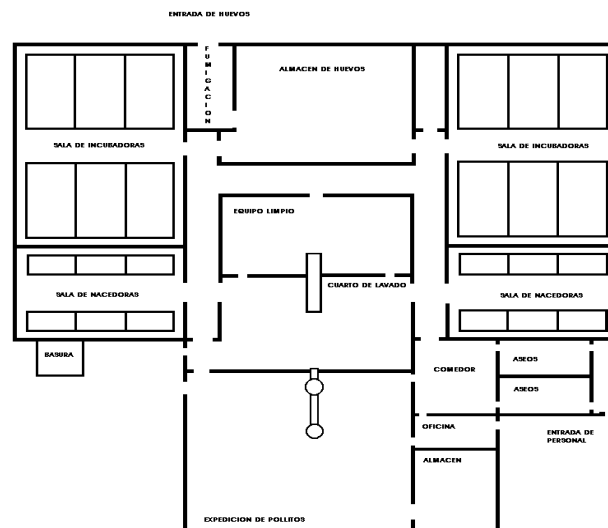 ENTRADA DE HUEVOS
FUMIGACION
ALMACEN DE HUEVOS
SALA DE INCUBADORAS
SALA DE INCUBADORAS
EQUIPO LIMPIO
CUARTO DE LAVADO
SALA DE NACEDORAS
SALA DE NACEDORAS
BASURA
COMEDOR
ASEOS
ASEOS
OFICINA
ENTRADA DE
PERSONAL
ALMACEN
EXPEDICION DE POLLITOS